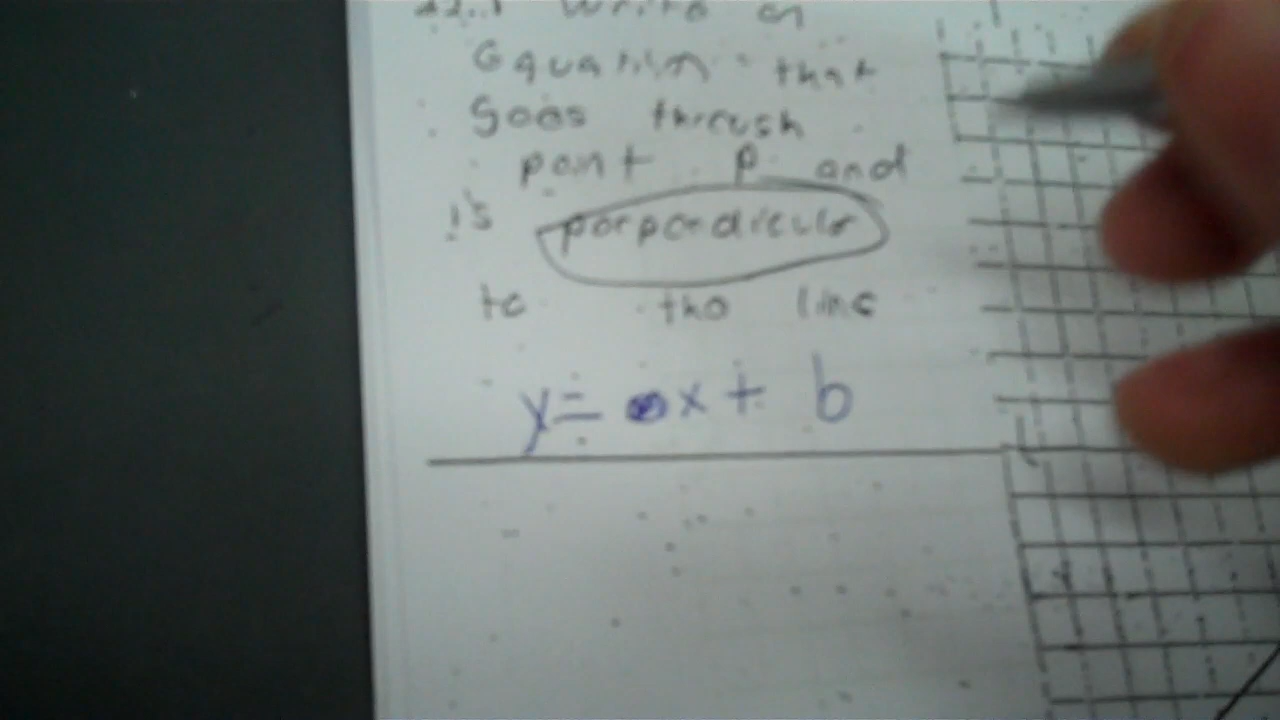 Write an
Equation that
Goes through
point P and
is perpendicular
to the line
y = x + b